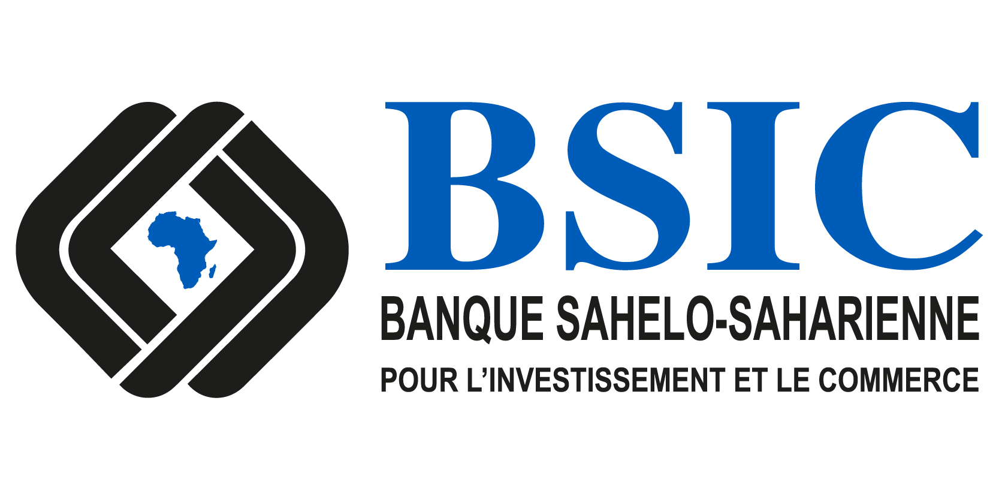 BSIC
BANQUE SAHELO-SAHARIENNE
POUR L’INVESTISSEMENT ET LE COMMERCE